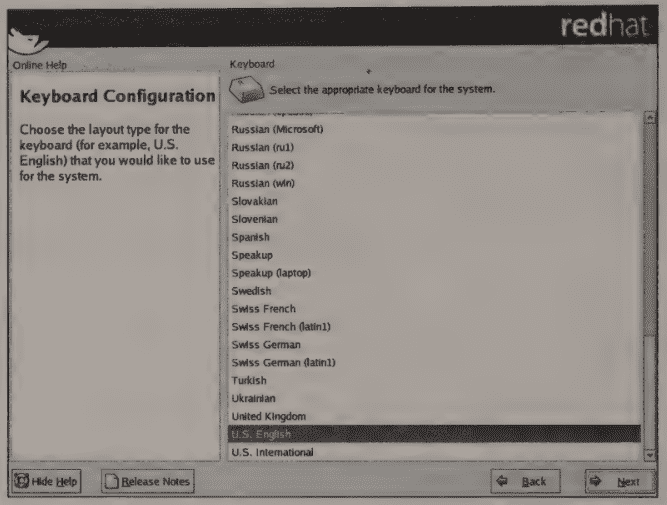 redhat
Online Help
Keyboard Configuration
Choose the layout type for the
keyboard (for example, U.S.
English) that you would like to use
for the system.
Keyboard
Select the appropriate keyboard for the system.
Russian (Microsoft)
Russian (ru1)
Russian (ru2)
Russian (win)
Slovakian
Slovenian
Spanish
Speakup
Speakup (laptop)
Swedish
Swiss French
Swiss French (latin1)
Swiss German
Swiss German (latin1)
Turkish
Ukrainian
United Kingdom
U.S. English
U.S. International
Hide Help
Release Notes
Back
Next